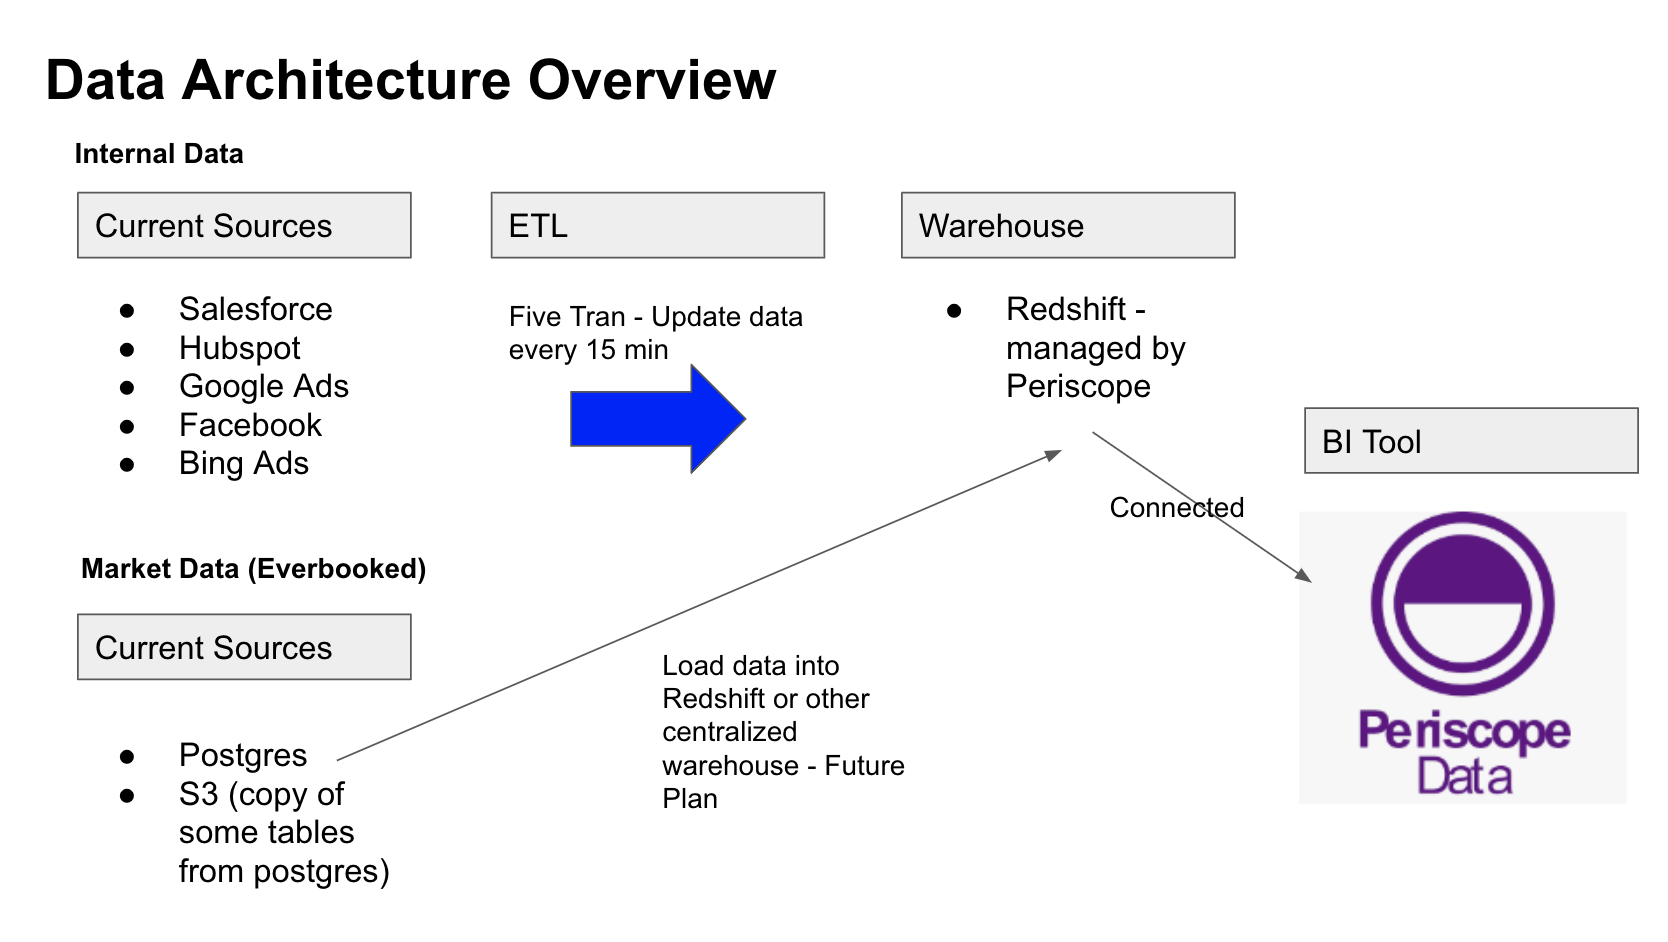 Data Architecture Overview
Internal Data
Current Sources
ETL
Warehouse
● Salesforce
● Hubspot
● Google Ads
● Facebook
● Bing Ads
Five Tran - Update data
every 15 min
● Redshift -
managed by
Periscope
BI Tool
Connected
Periscope
Data
Market Data (Everbooked)
Current Sources
● Postgres
● S3 (copy of
some tables
from postgres)
Load data into
Redshift or other
centralized
warehouse - Future
Plan